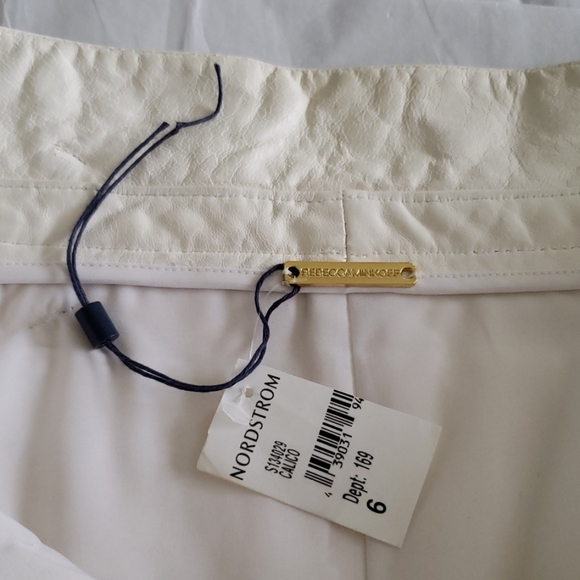 REBECCAMINKOFF
NORDSTROM
S134029
CALICO
4 39031 94
Dept: 169
6